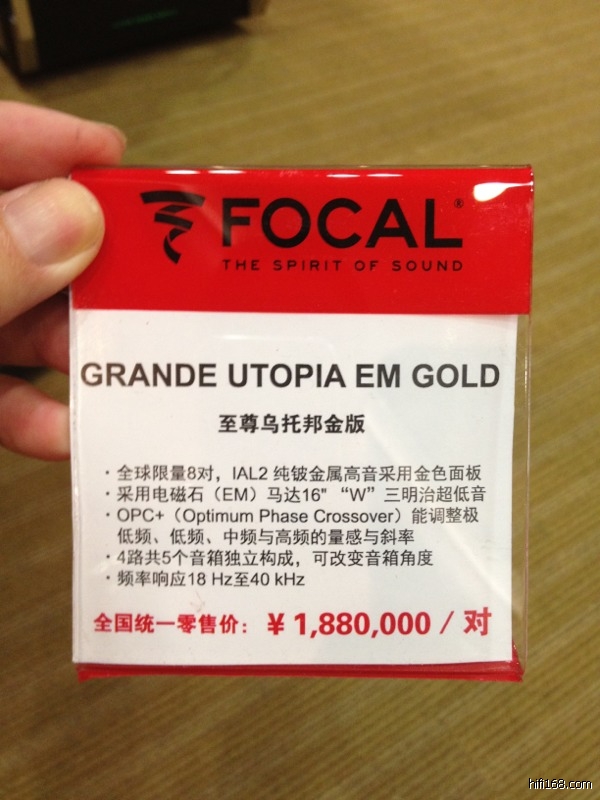 FOCAL®
THE SPIRIT OF SOUND
GRANDE UTOPIA EM GOLD
至尊乌托邦金版
· 全球限量8对，IAL2 纯铍金属高音采用金色面板
· 采用电磁石（EM）马达16" “W”三明治超低音
· OPC+（Optimum Phase Crossover）能调整极
低频、低频、中频与高频的量感与斜率
· 4路共5个音箱独立构成，可改变音箱角度
· 频率响应18 Hz至40 kHz
全国统一零售价：￥1,880,000 / 对
hifi168.com